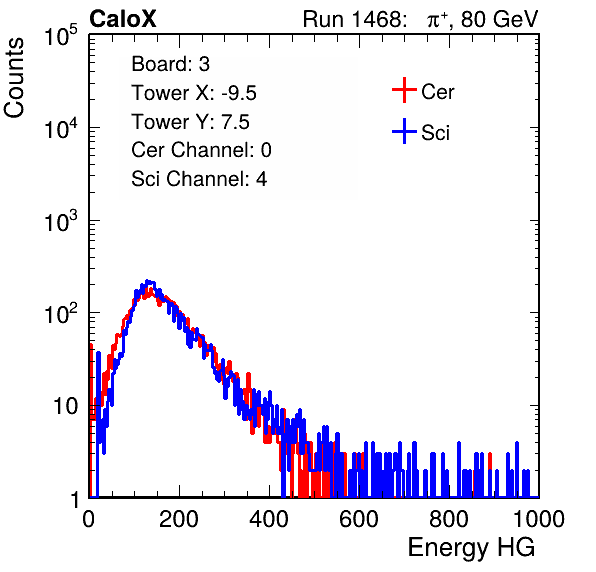 CaloX Run 1468: π⁺, 80 GeV
Counts
10⁵
10⁴
10³
10²
10
1
Board: 3
Tower X: -9.5
Tower Y: 7.5
Cer Channel: 0
Sci Channel: 4
Cer
Sci
0 200 400 600 800 1000
Energy HG